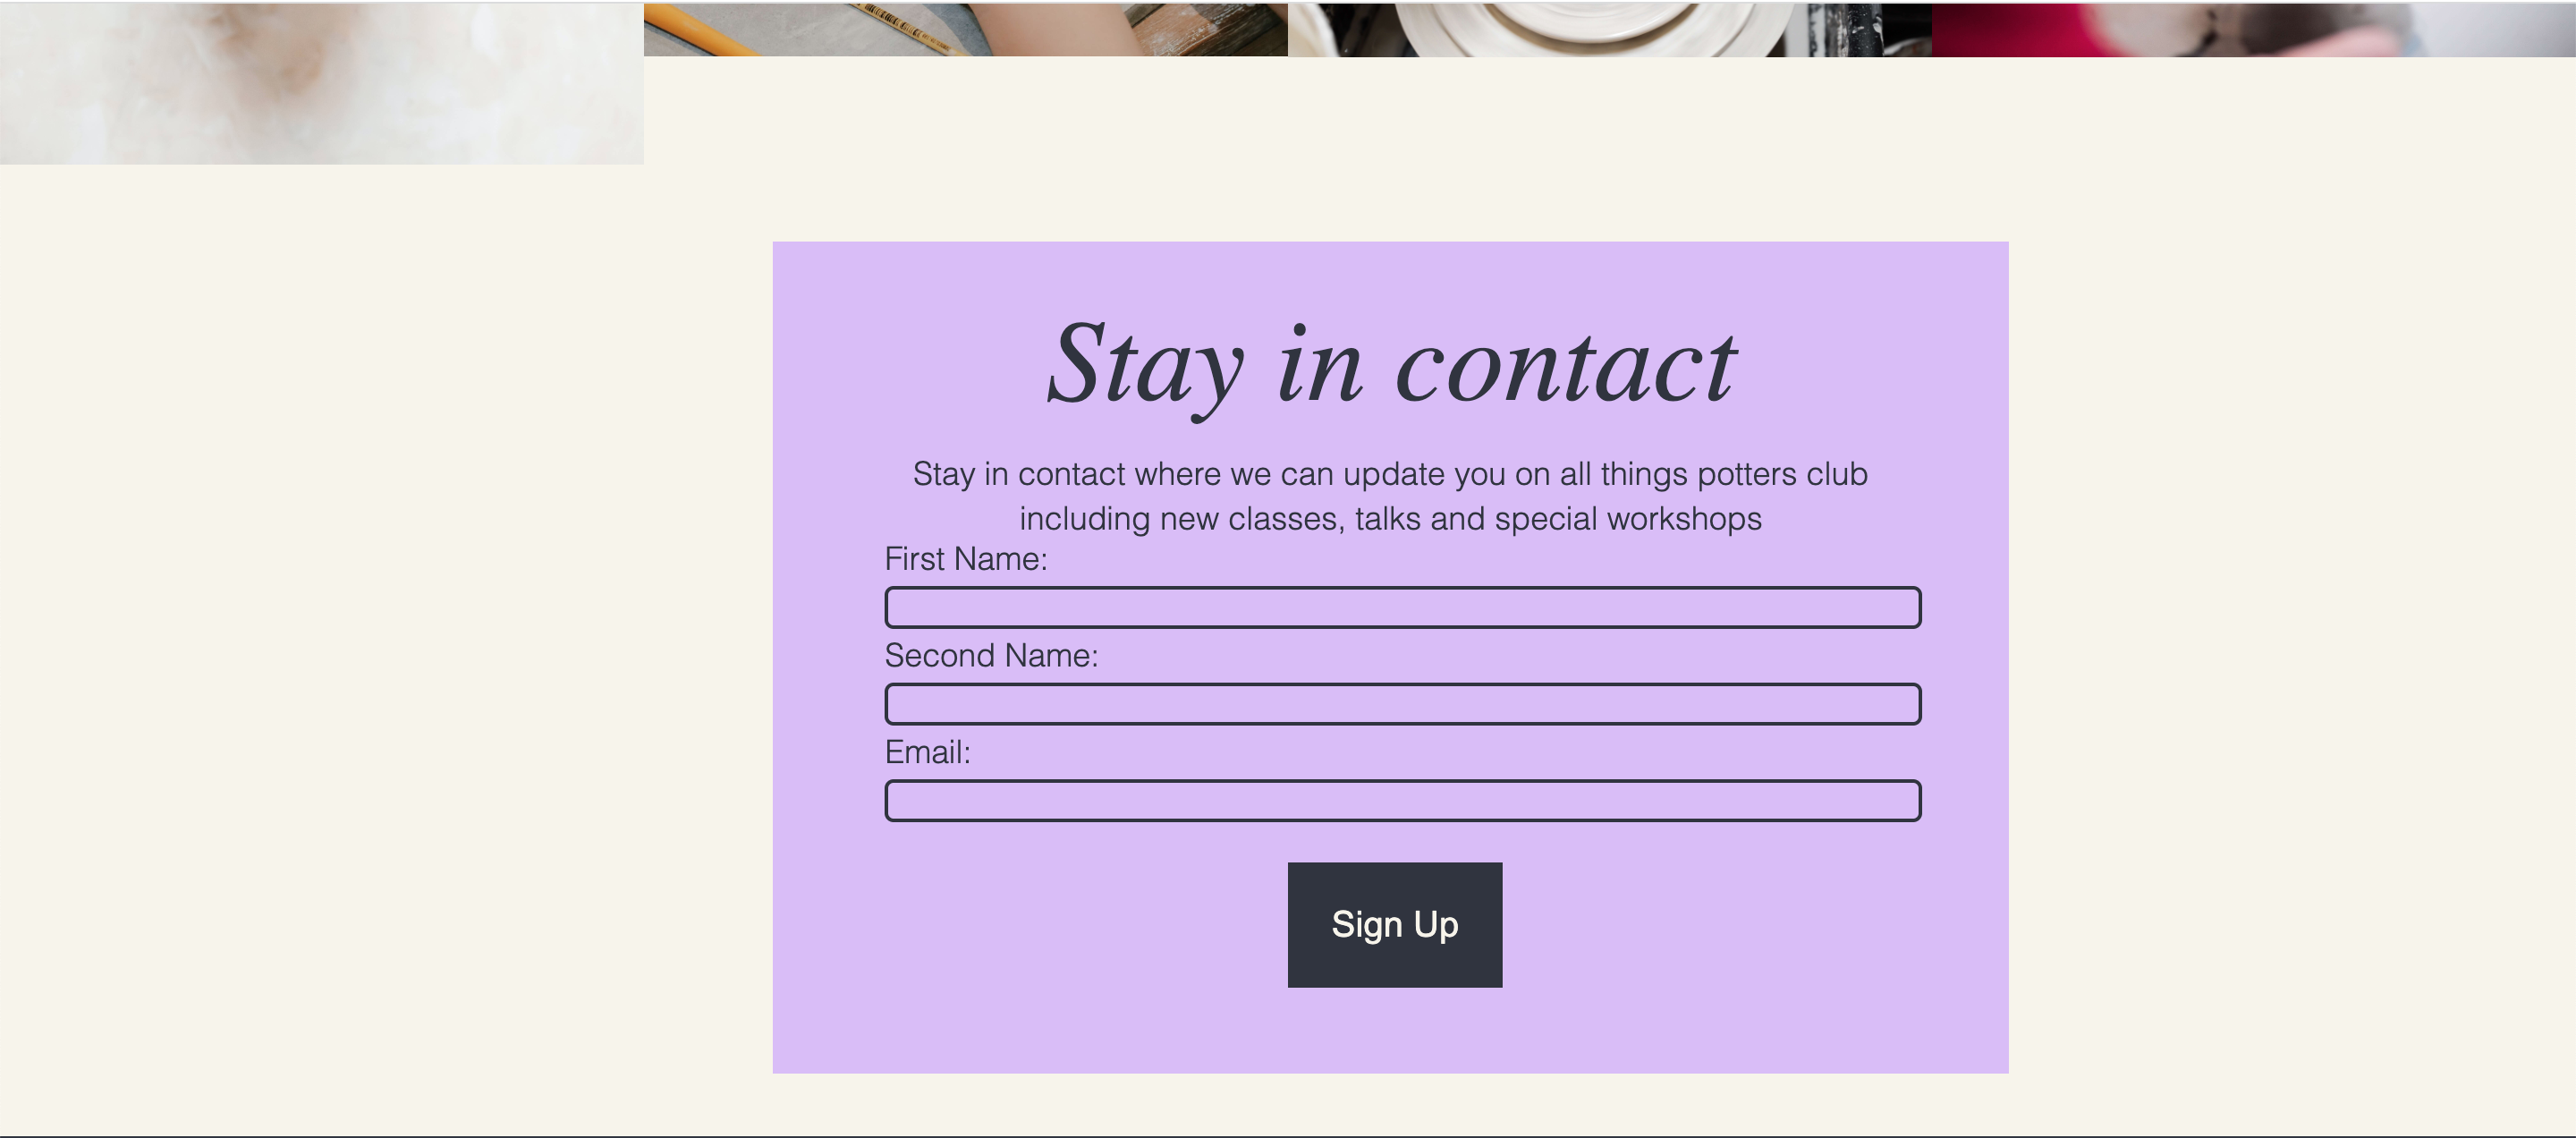 Stay in contact
Stay in contact where we can update you on all things potters club
including new classes, talks and special workshops
First Name:
Second Name:
Email:
Sign Up